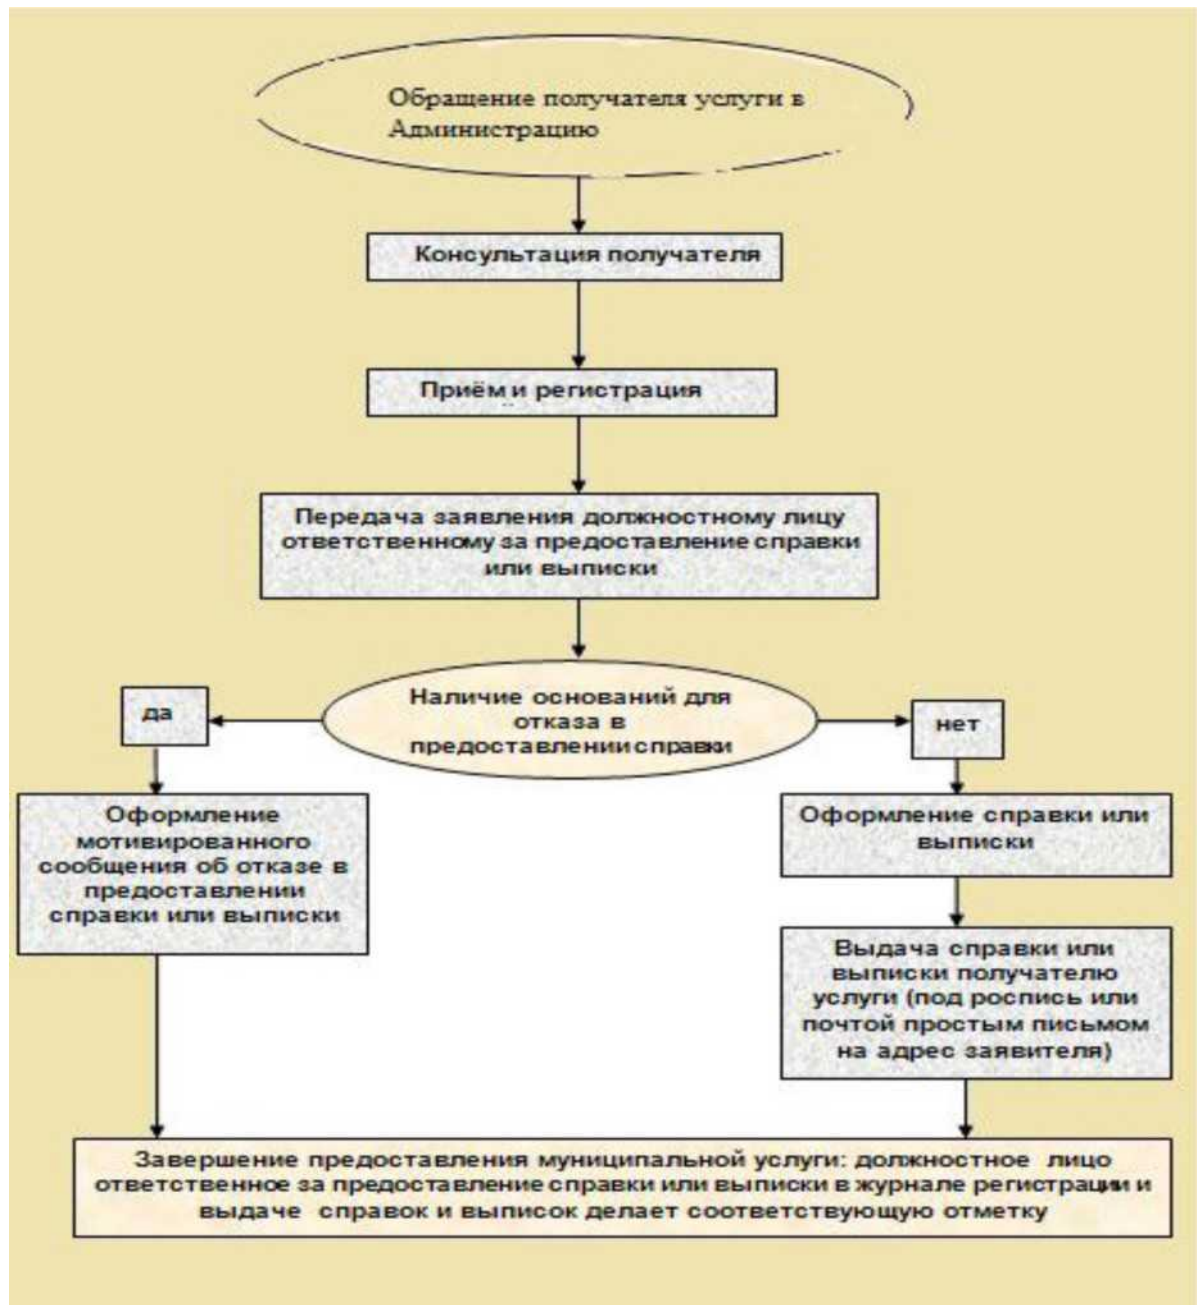 Обращение получателя услуги в
Администрацию
Консультация получателя
Приём и регистрация
Передача заявления должностному лицу
ответственному за предоставление справки
или выписки
Наличие оснований для
отказа в
предоставлении справки
да
нет
Оформление
мотивированного
сообщения об отказе в
предоставлении
справки или выписки
Оформление справки или
выписки
Выдача справки или
выписки получателю
услуги (под роспись или
почтой простым письмом
на адрес заявителя)
Завершение предоставления муниципальной услуги: должностное лицо
ответственное за предоставление справки или выписки в журнале регистрации и
выдаче справок и выписок делает соответствующую отметку